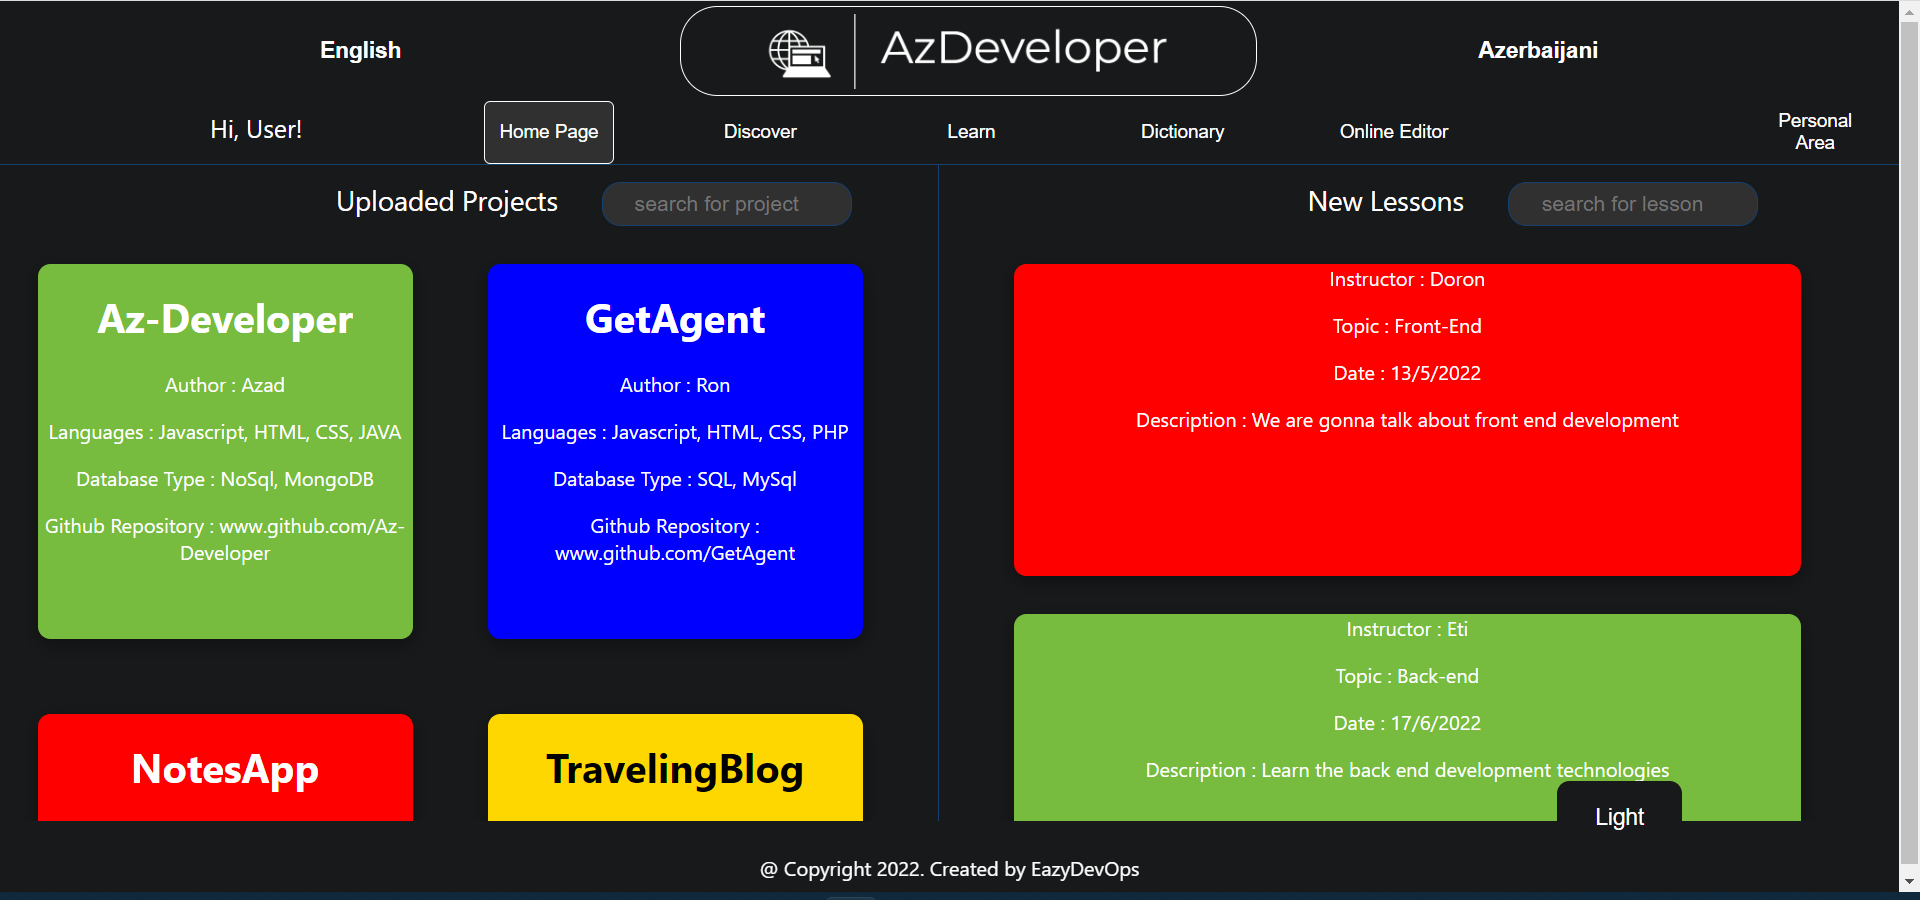 English
AzDeveloper
Azerbaijani
Hi, User!
Home Page
Discover
Learn
Dictionary
Online Editor
Personal
Area
Uploaded Projects
search for project
New Lessons
search for lesson
Az-Developer
Author : Azad
Languages : Javascript, HTML, CSS, JAVA
Database Type : NoSql, MongoDB
Github Repository : www.github.com/Az-
Developer
GetAgent
Author : Ron
Languages : Javascript, HTML, CSS, PHP
Database Type : SQL, MySql
Github Repository :
www.github.com/GetAgent
NotesApp
TravelingBlog
Instructor : Doron
Topic : Front-End
Date : 13/5/2022
Description : We are gonna talk about front end development
Instructor : Eti
Topic : Back-end
Date : 17/6/2022
Description : Learn the back end development technologies
Light
@ Copyright 2022. Created by EazyDevOps